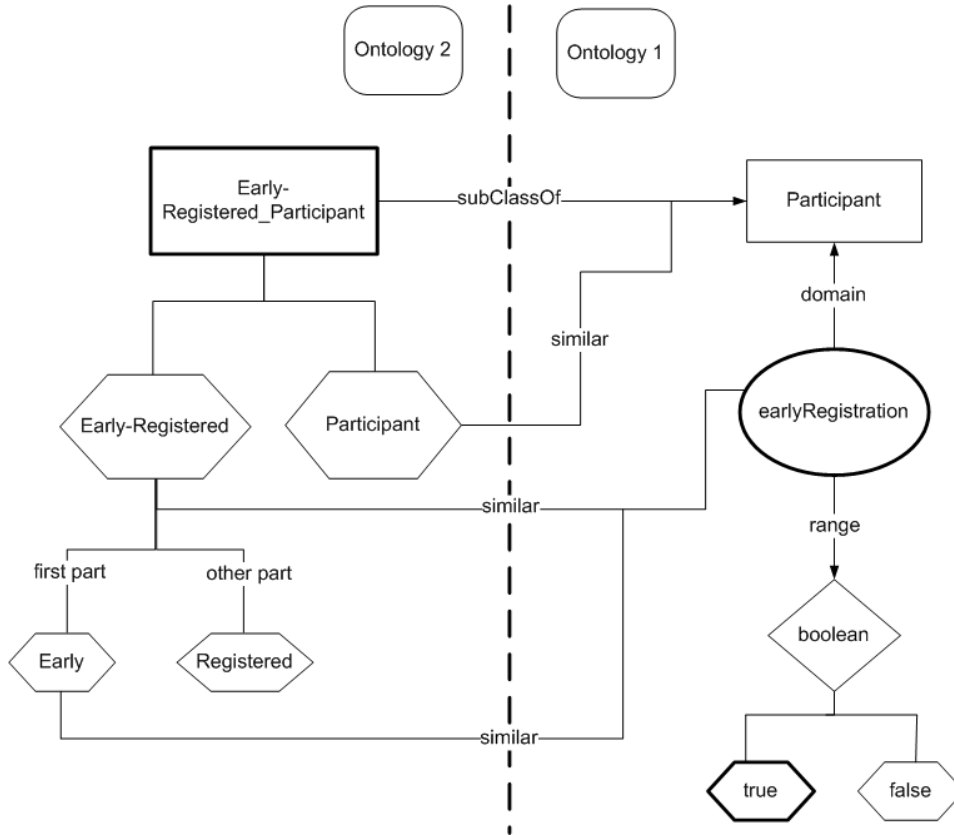 Ontology 2
Ontology 1
Early-
Registered_Participant
subClassOf
Participant
domain
similar
earlyRegistration
Early-Registered
Participant
similar
range
first part
other part
boolean
Early
Registered
similar
true
false